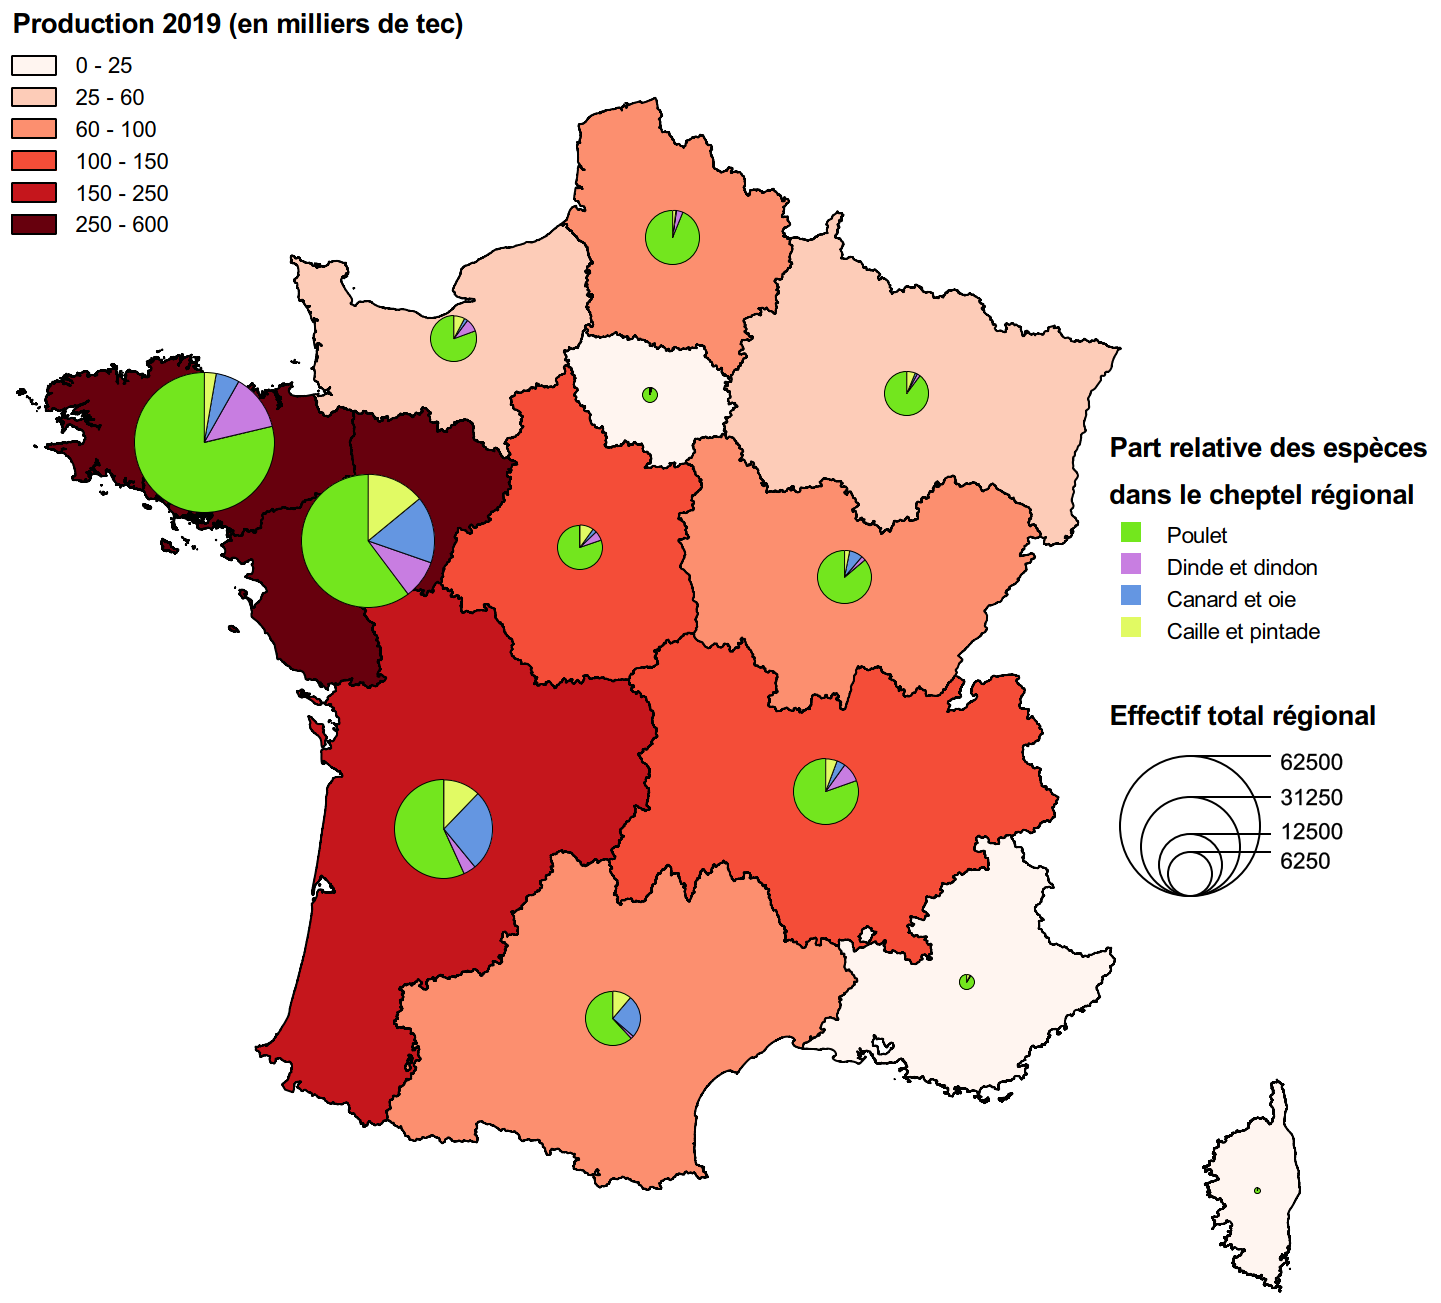 Production 2019 (en milliers de tec)
0 - 25
25 - 60
60 - 100
100 - 150
150 - 250
250 - 600
Part relative des espèces
dans le cheptel régional
Poulet
Dinde et dindon
Canard et oie
Caille et pintade
Effectif total régional
62500
31250
12500
6250